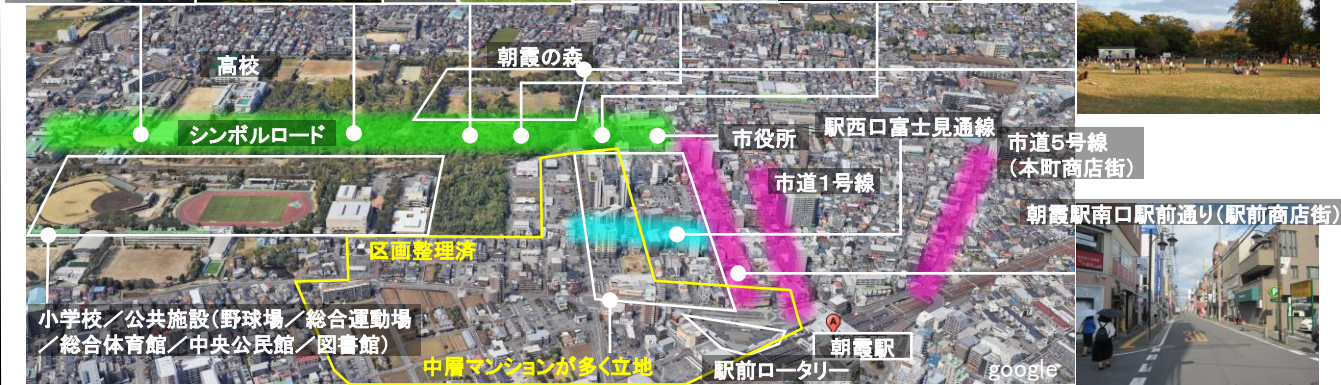 高校
朝霞の森
シンボルロード
市役所
駅西口富士見通線
市道5号線
（本町商店街）
市道1号線
朝霞駅南口駅前通り（駅前商店街）
区画整理済
小学校／公共施設（野球場／総合運動場
／総合体育館／中央公民館／図書館）
中層マンションが多く立地
駅前ロータリー
A
朝霞駅
google